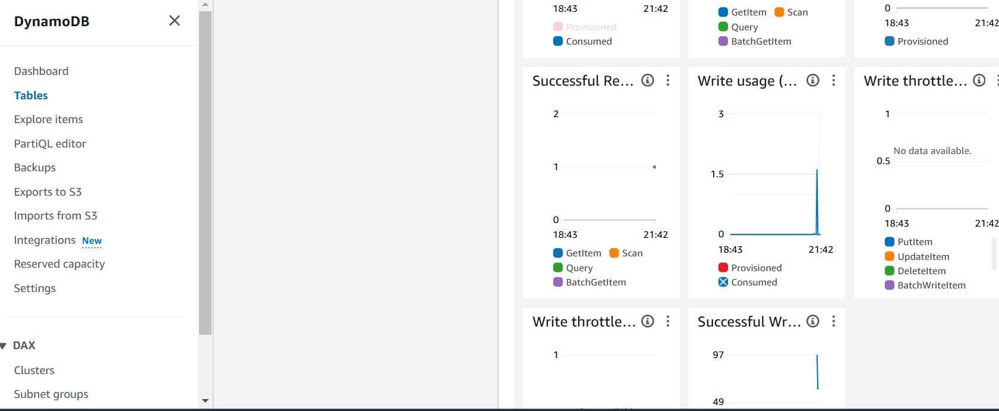 DynamoDB
Dashboard
Tables
Explore items
PartiQL editor
Backups
Exports to S3
Imports from S3
Integrations New
Reserved capacity
Settings
DAX
Clusters
Subnet groups
18:43 21:42
Provisioned
Consumed
GetItem Scan
Query
BatchGetItem
0
18:43 21:42
Provisioned
Successful Re...
2
1
0
18:43 21:42
GetItem Scan
Query
BatchGetItem
Write usage (...
3
1.5
0
18:43 21:42
Provisioned
Consumed
Write throttle...
1
No data available.
0.5
0
18:43 21:42
PutItem
UpdateItem
DeleteItem
BatchWriteItem
Write throttle...
1
Successful Wr...
97
49